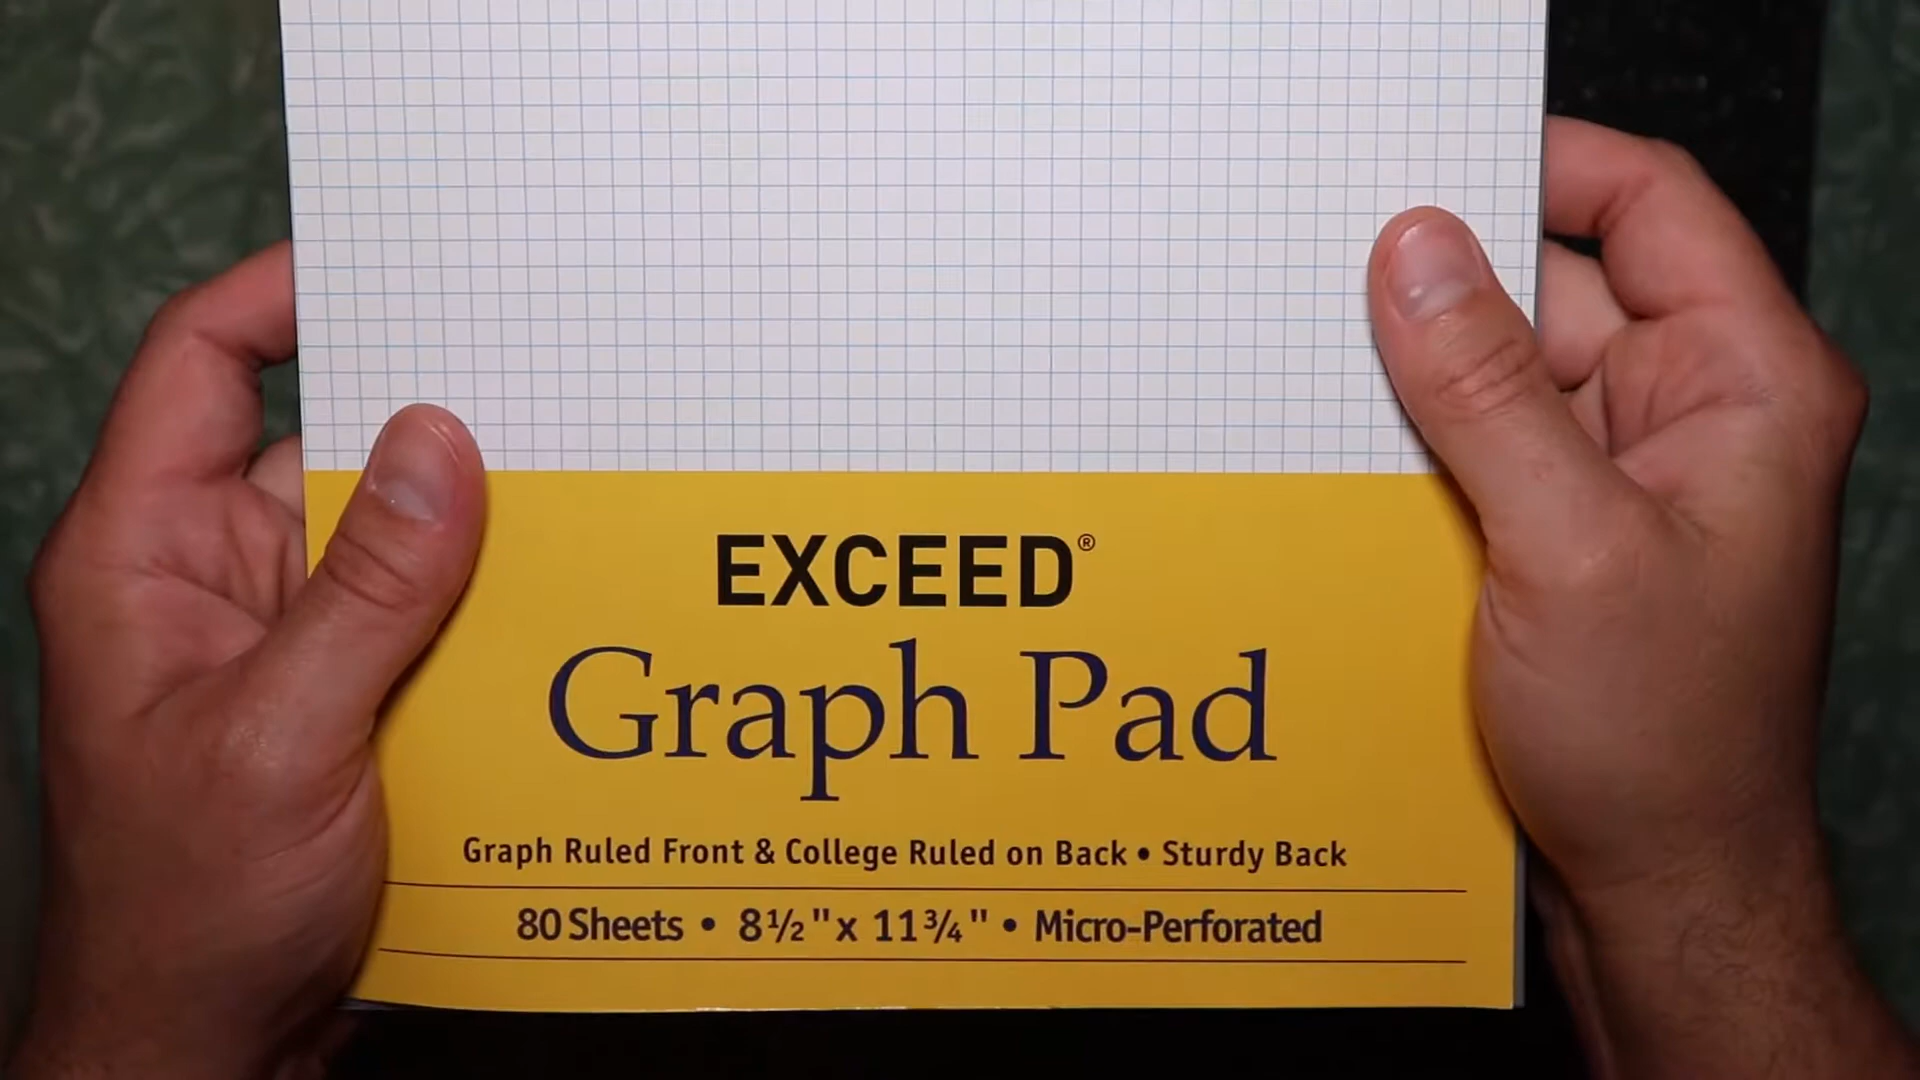 EXCEED®
Graph Pad
Graph Ruled Front & College Ruled on Back • Sturdy Back
80 Sheets • 8½" x 11¾" • Micro-Perforated